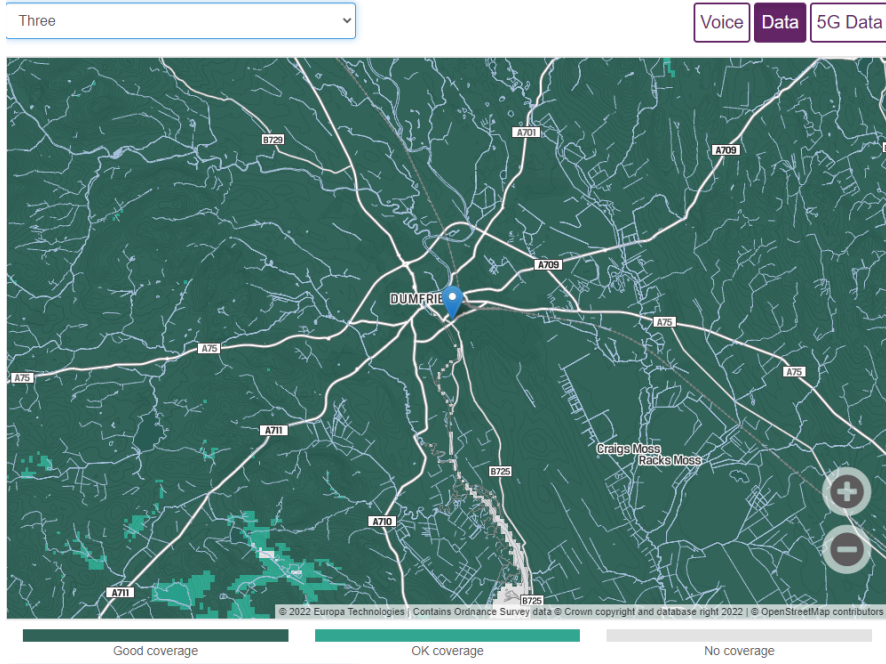 Three
Voice
Data
5G Data
B729
A701
A709
A709
DUMFRIE
A75
A75
A75
A75
A711
Craigs Moss
Racks Moss
B725
A710
A711
B725
© 2022 Europa Technologies | Contains Ordnance Survey data © Crown copyright and database right 2022 | © OpenStreetMap contributors
Good coverage
OK coverage
No coverage